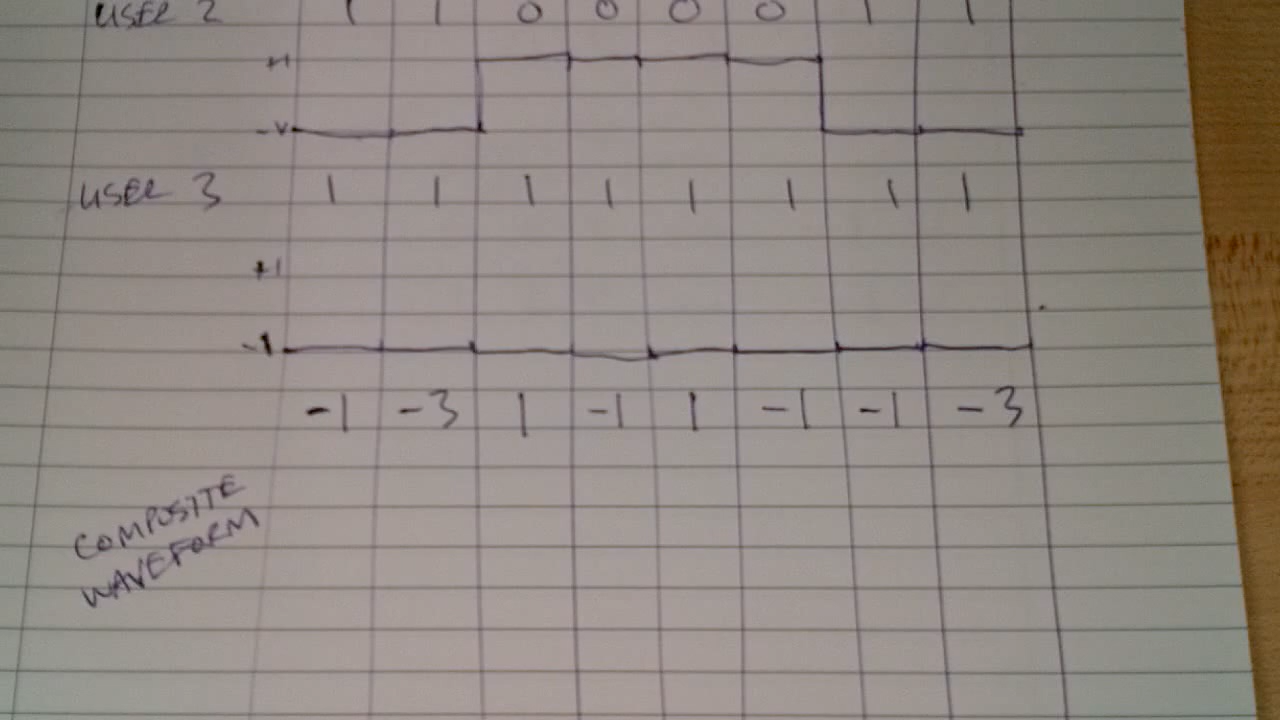 USER 2 1 1 0 0 0 0 1 1
+1
USER 3 1 1 1 1 1 1 1 1
+1
-1
-1 -3 1 -1 1 -1 -1 -3
COMPOSITE
WAVEFORM